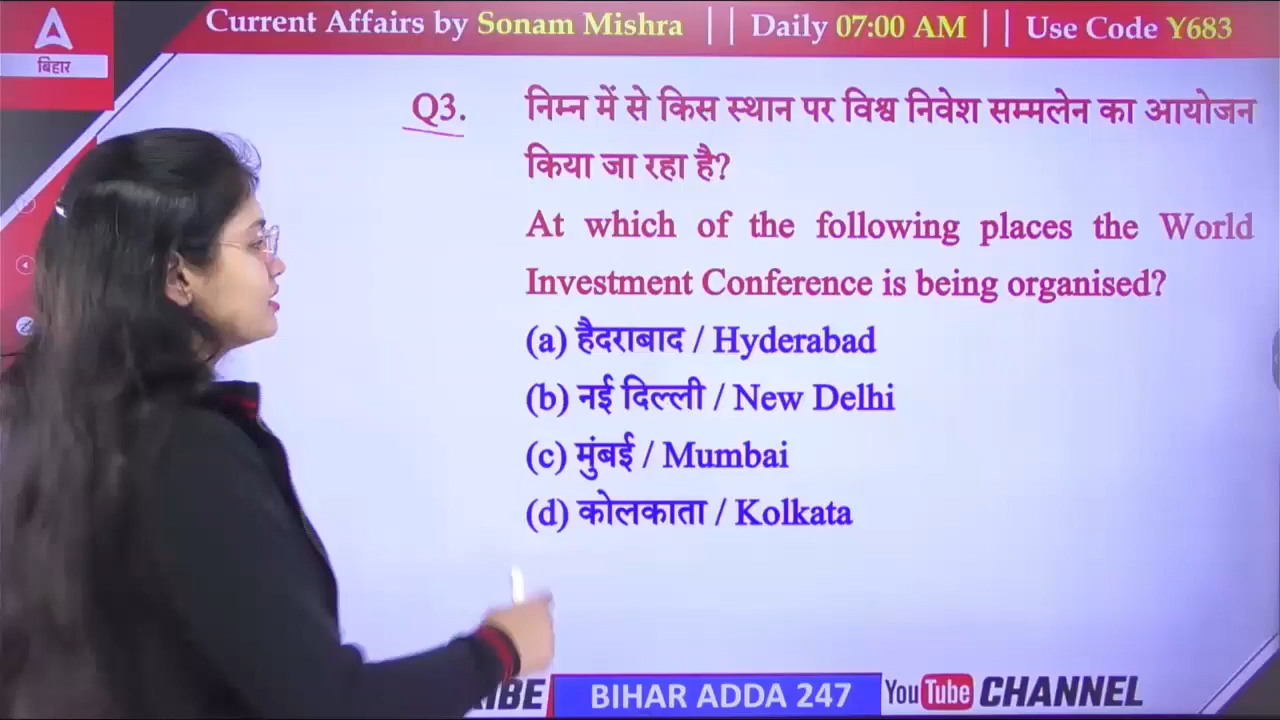 Current Affairs by Sonam Mishra || Daily 07:00 AM || Use Code Y683
बिहार
Q3. निम्न में से किस स्थान पर विश्व निवेश सम्मलेन का आयोजन
किया जा रहा है?
At which of the following places the World
Investment Conference is being organised?
(a) हैदराबाद / Hyderabad
(b) नई दिल्ली / New Delhi
(c) मुंबई / Mumbai
(d) कोलकाता / Kolkata
BIHAR ADDA 247 YouTube CHANNEL